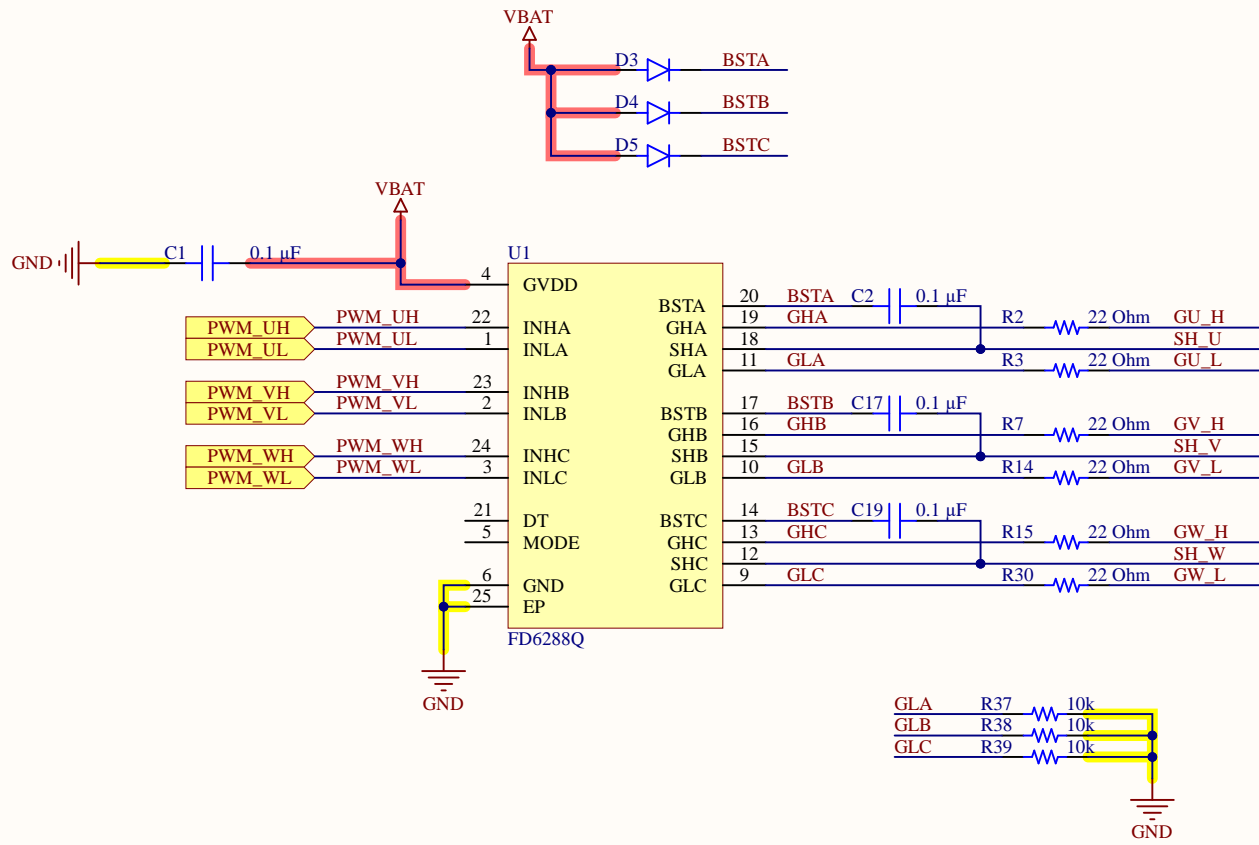 VBAT
D3 BSTA
D4 BSTB
D5 BSTC
VBAT
GND C1 0.1 µF
U1
4 GVDD
20 BSTA BSTA C2 0.1 µF
PWM_UH PWM_UH 22 INHA
GHA 19 GHA R2 22 Ohm GU_H
PWM_UL PWM_UL 1 INLA
SHA 18 SH_U
GLA 11 GLA R3 22 Ohm GU_L
PWM_VH PWM_VH 23 INHB
PWM_VL PWM_VL 2 INLB
BSTB 17 BSTB C17 0.1 µF
GHB 16 GHB R7 22 Ohm GV_H
PWM_WH PWM_WH 24 INHC
SHB 15 SH_V
PWM_WL PWM_WL 3 INLC
GLB 10 GLB R14 22 Ohm GV_L
21 DT
BSTC 14 BSTC C19 0.1 µF
5 MODE
GHC 13 GHC R15 22 Ohm GW_H
SHC 12 SH_W
6 GND
GLC 9 GLC R30 22 Ohm GW_L
25 EP
FD6288Q
GND
GLA R37 10k
GLB R38 10k
GLC R39 10k
GND